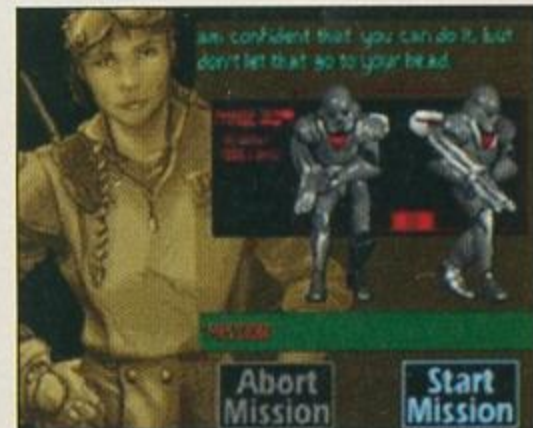 am confident that you can do it, but
don't let that go to your head.
MISSION
Abort
Mission
Start
Mission